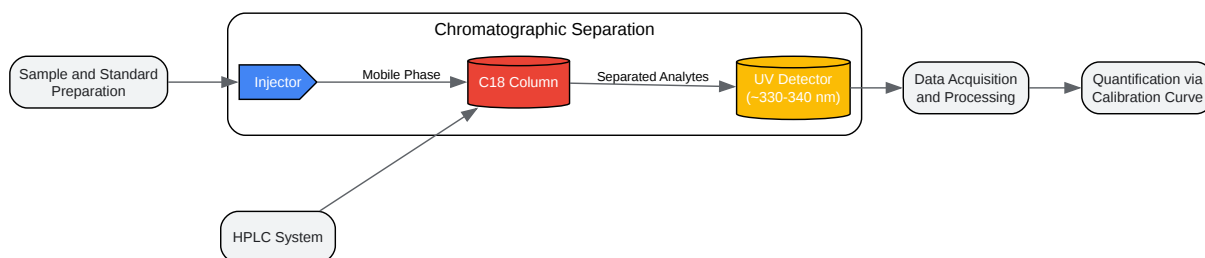 Chromatographic Separation
Sample and Standard
Preparation
Injector
Mobile Phase
C18 Column
Separated Analytes
UV Detector
(~330-340 nm)
Data Acquisition
and Processing
Quantification via
Calibration Curve
HPLC System